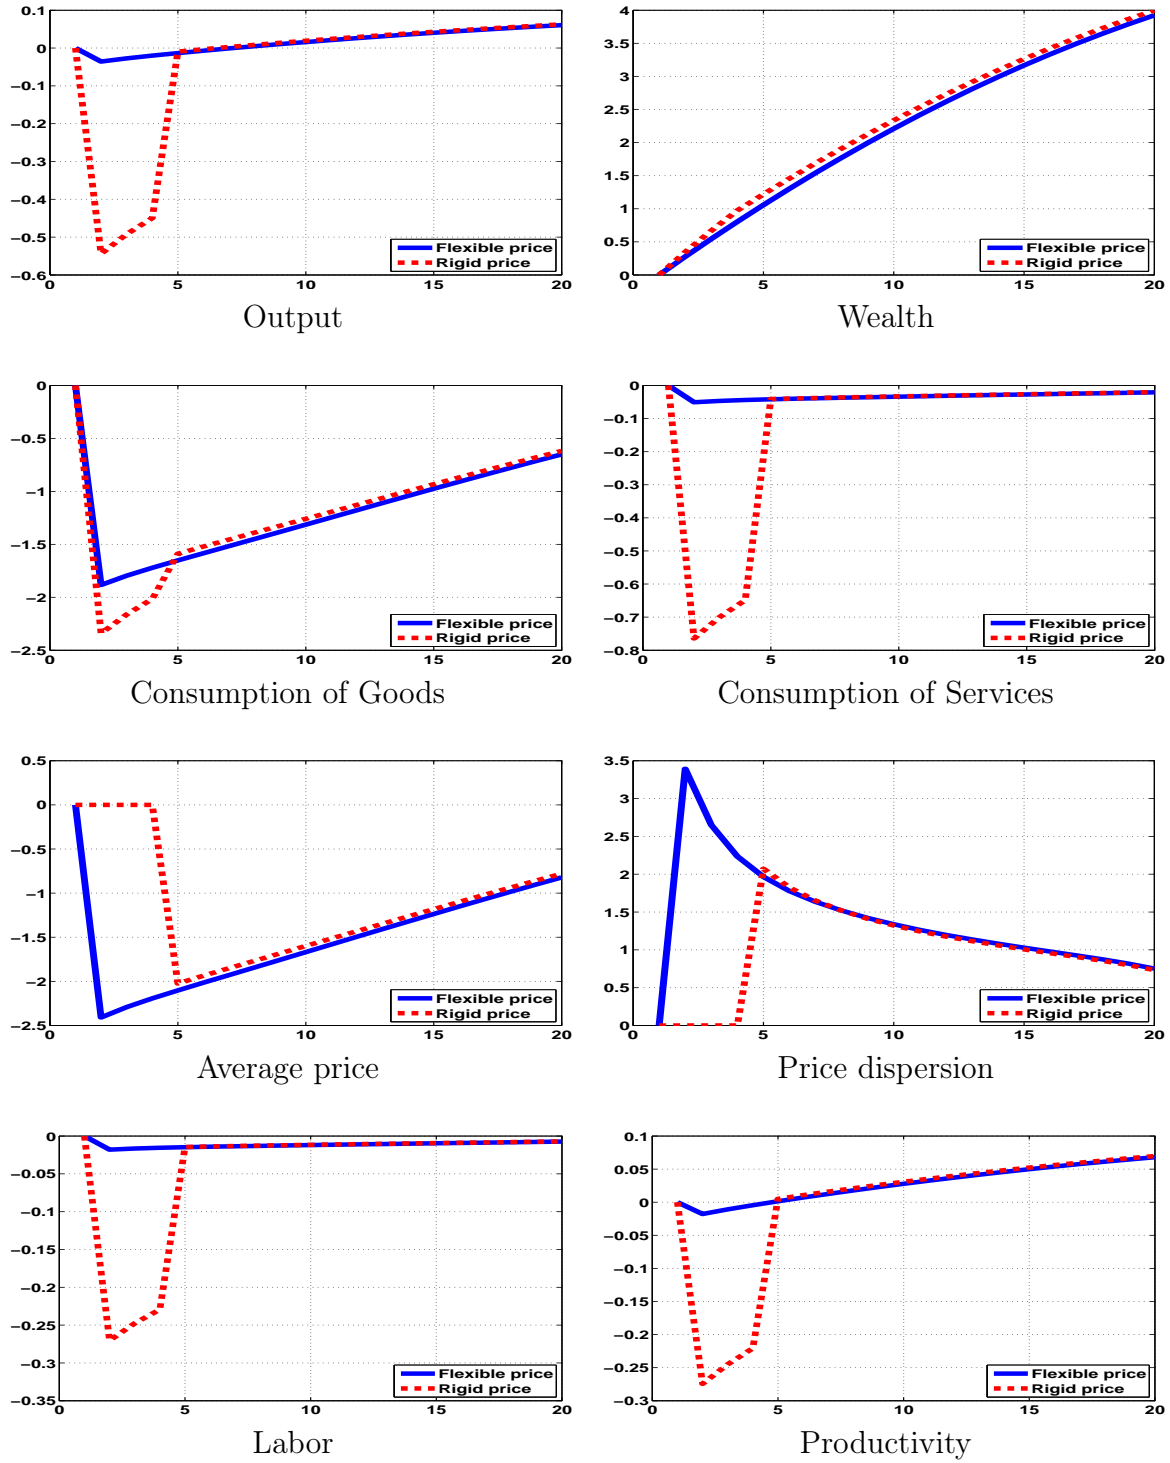 0.1
0
−0.1
−0.2
−0.3
−0.4
−0.5
−0.6
0 5 10 15 20
Flexible price
Rigid price
Output
4
3.5
3
2.5
2
1.5
1
0.5
0
5 10 15 20
Flexible price
Rigid price
Wealth
0
−0.5
−1
−1.5
−2
−2.5
0 5 10 15 20
Flexible price
Rigid price
Consumption of Goods
0
−0.1
−0.2
−0.3
−0.4
−0.5
−0.6
−0.7
−0.8
0 5 10 15 20
Flexible price
Rigid price
Consumption of Services
0.5
0
−0.5
−1
−1.5
−2
−2.5
0 5 10 15 20
Flexible price
Rigid price
Average price
3.5
3
2.5
2
1.5
1
0.5
0
0 5 10 15 20
Flexible price
Rigid price
Price dispersion
0
−0.05
−0.1
−0.15
−0.2
−0.25
−0.3
−0.35
0 5 10 15 20
Flexible price
Rigid price
Labor
0.1
0.05
0
−0.05
−0.1
−0.15
−0.2
−0.25
−0.3
0 5 10 15 20
Flexible price
Rigid price
Productivity